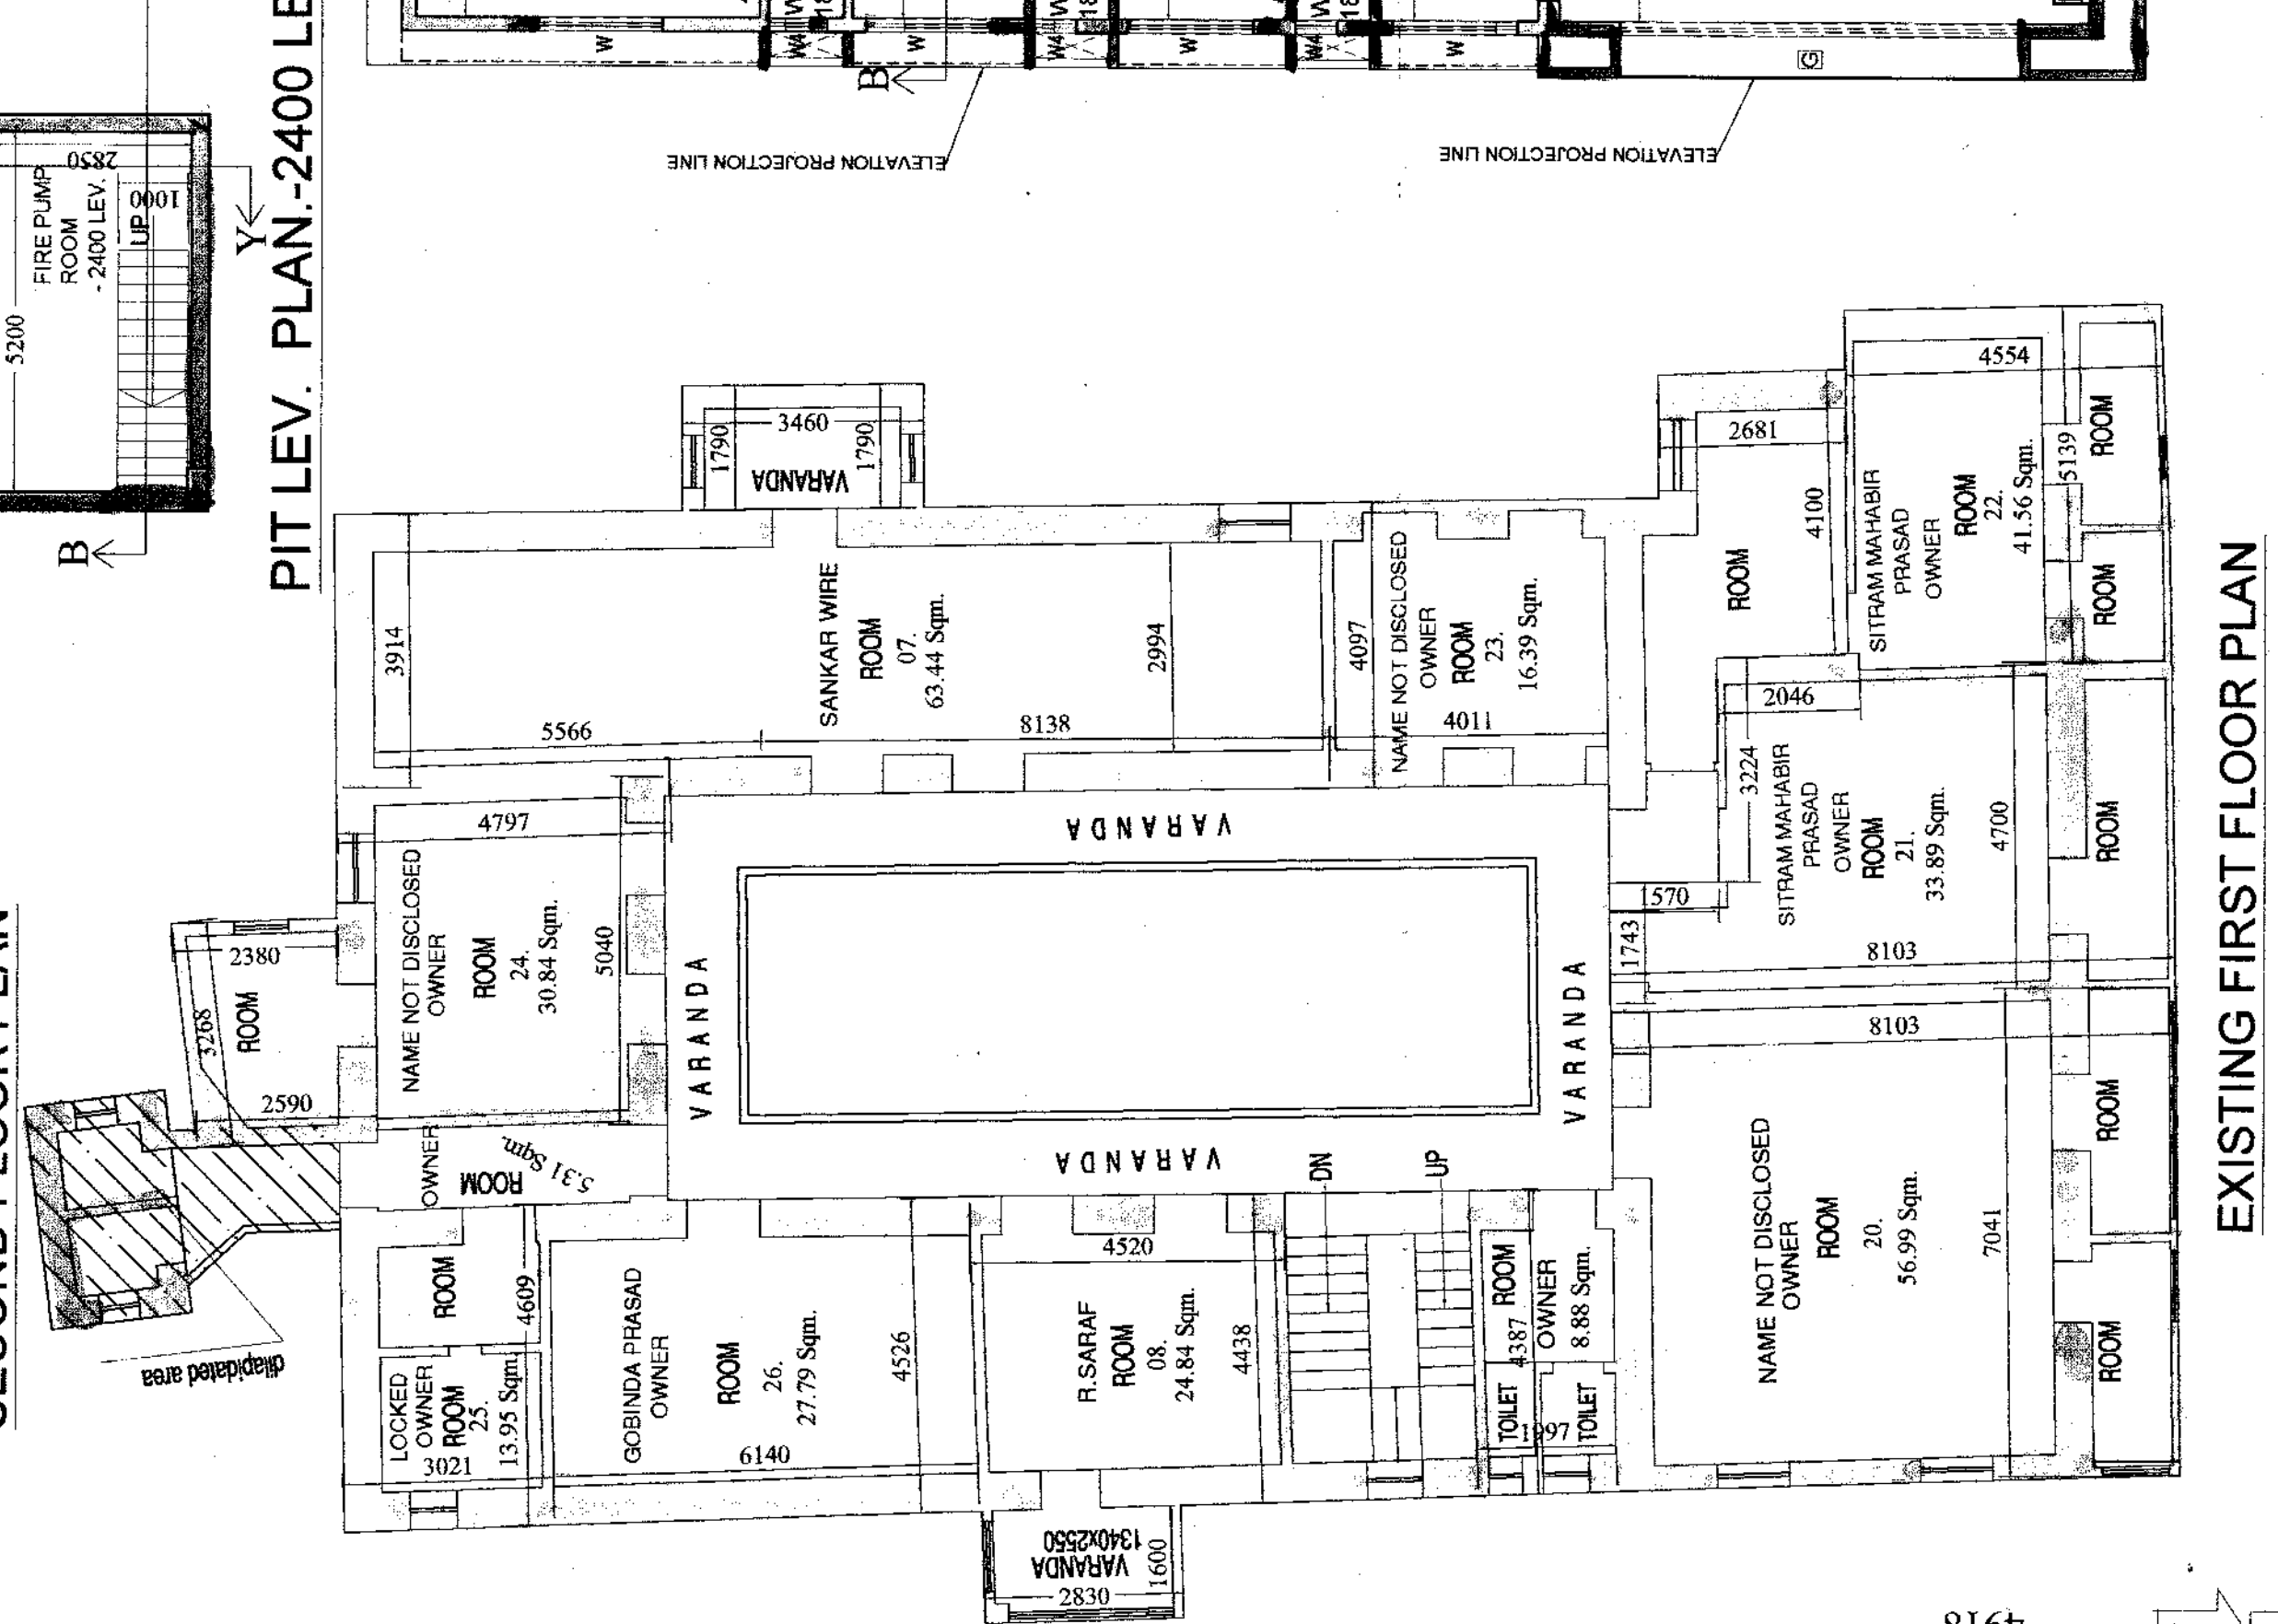 5200
FIRE PUMP
ROOM
- 2400 LEV.
2850
1000
UP
Y
B
PIT LEV. PLAN.-2400 LE
W
W4
W
W4
W
W4
W
B
G
ELEVATION PROJECTION LINE
ELEVATION PROJECTION LINE
1790
3460
1790
VARANDA
3914
5566
SANKAR WIRE
ROOM
07.
63.44 Sqm.
8138
2994
4097
NAME NOT DISCLOSED
OWNER
ROOM
23.
16.39 Sqm.
4011
2681
4100
ROOM
4554
SITRAM MAHABIR
PRASAD
OWNER
ROOM
22.
41.56 Sqm.
5139
ROOM
ROOM
2046
3224
SITRAM MAHABIR
PRASAD
OWNER
ROOM
21.
33.89 Sqm.
4700
1570
1743
8103
ROOM
4797
NAME NOT DISCLOSED
OWNER
ROOM
24.
30.84 Sqm.
5040
2380
3268
ROOM
2590
VARANDA
VARANDA
VARANDA
VARANDA
OWNER
ROOM
5.31 Sqm.
dilapidated area
ROOM
4609
LOCKED
OWNER
ROOM
25.
13.95 Sqm.
3021
GOBINDA PRASAD
OWNER
ROOM
26.
27.79 Sqm.
4526
6140
4520
R.SARAF
ROOM
08.
24.84 Sqm.
4438
DN
UP
ROOM
4387
OWNER
8.88 Sqm.
TOILET
TOILET
VARANDA
1340x2550
1600
2830
8103
NAME NOT DISCLOSED
OWNER
ROOM
20.
56.99 Sqm.
7041
ROOM
ROOM
EXISTING FIRST FLOOR PLAN